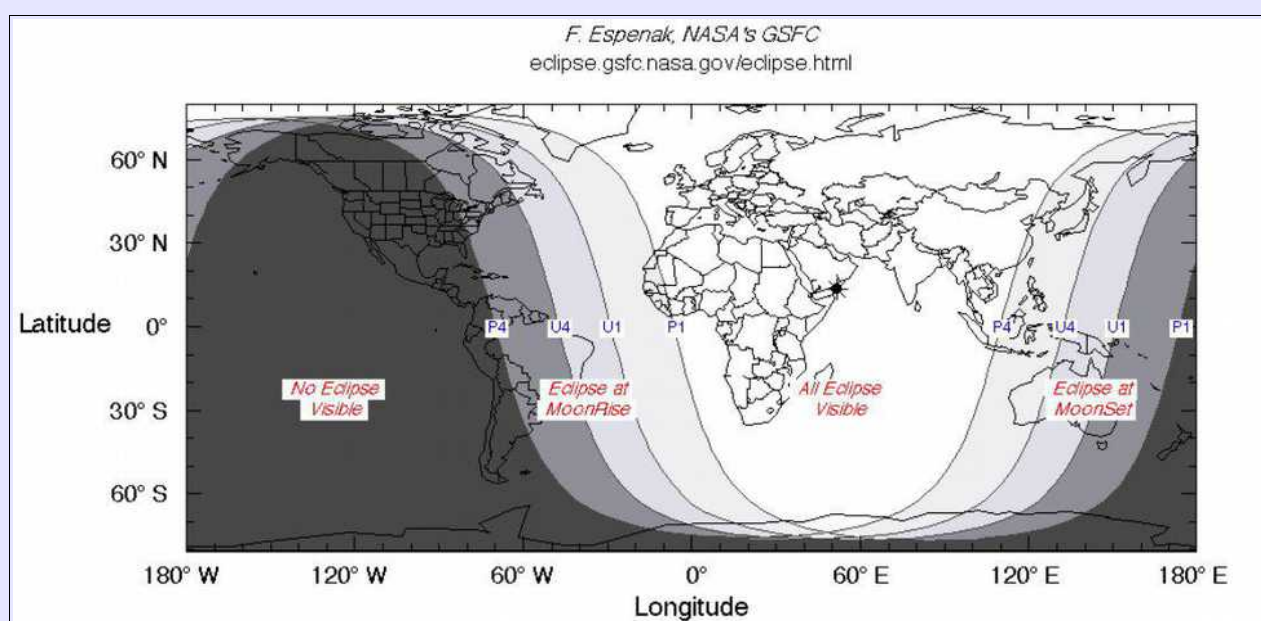 F. Espenak, NASA's GSFC
eclipse.gsfc.nasa.gov/eclipse.html
60° N
30° N
Latitude
0°
P4
U4
U1
P1
P4
U4
U1
P1
No Eclipse
Visible
Eclipse at
MoonRise
All Eclipse
Visible
Eclipse at
MoonSet
30° S
60° S
180° W
120° W
60° W
0°
60° E
120° E
180° E
Longitude